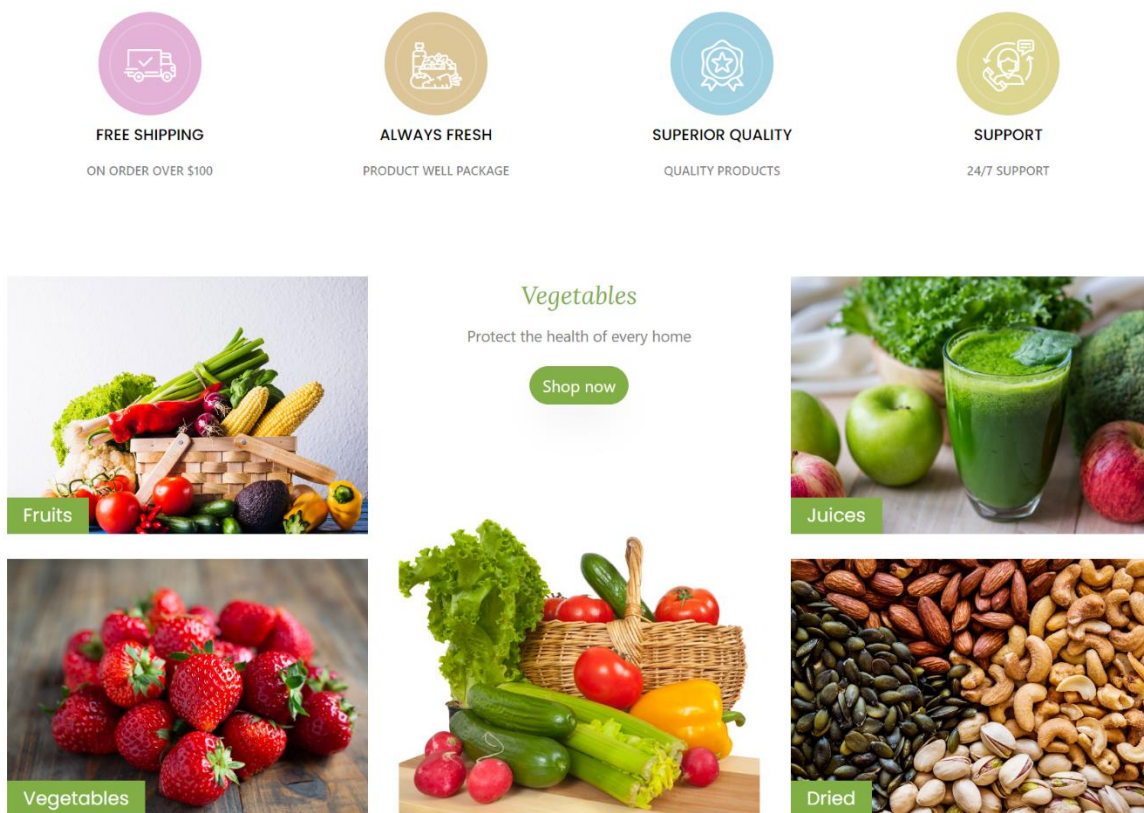 FREE SHIPPING
ON ORDER OVER $100
ALWAYS FRESH
PRODUCT WELL PACKAGE
SUPERIOR QUALITY
QUALITY PRODUCTS
SUPPORT
24/7 SUPPORT
Fruits
Vegetables
Vegetables
Protect the health of every home
Shop now
Juices
Dried